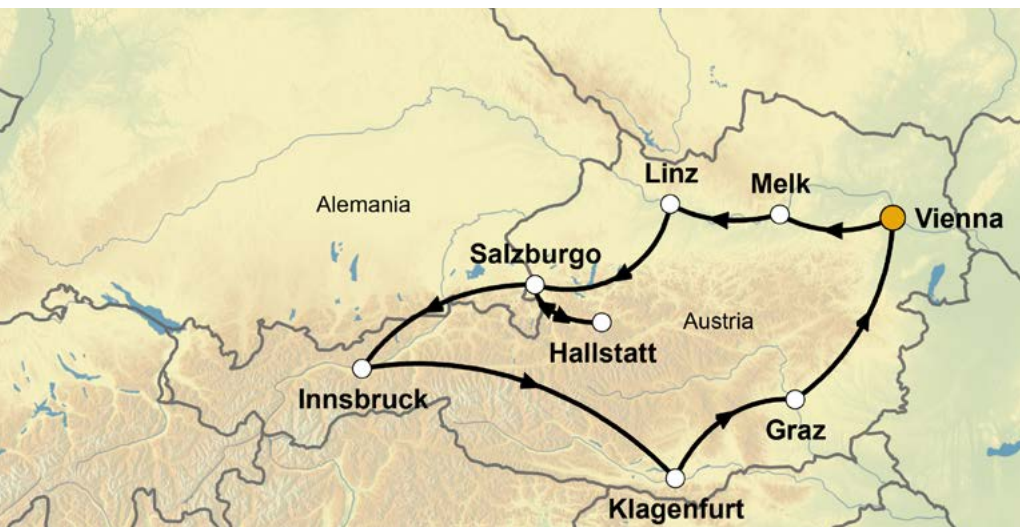 Linz
Melk
Alemania
Vienna
Salzburgo
Austria
Hallstatt
Innsbruck
Graz
Klagenfurt